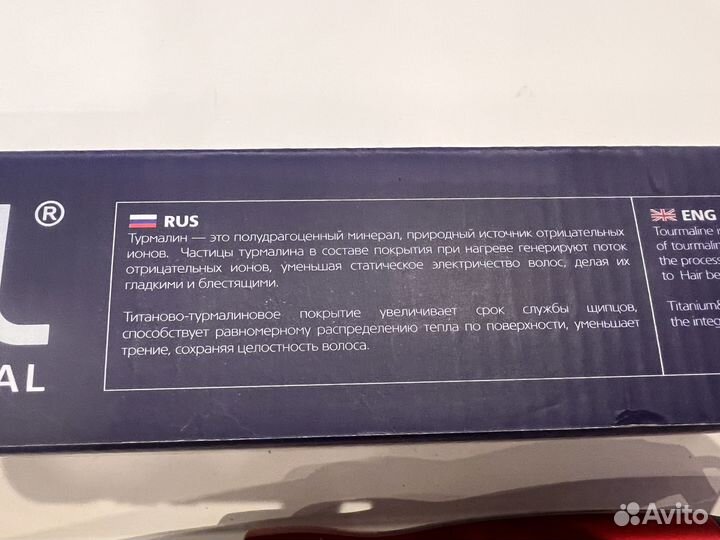 ®
AL
RUS
Турмалин — это полудрагоценный минерал, природный источник отрицательных
ионов. Частицы турмалина в составе покрытия при нагреве генерируют поток
отрицательных ионов, уменьшая статическое электричество волос, делая их
гладкими и блестящими.
Титаново-турмалиновое покрытие увеличивает срок службы щипцов,
способствует равномерному распределению тепла по поверхности, уменьшает
трение, сохраняя целостность волоса.
ENG
Tourmaline
of tourmalin
the process
to Hair be
Titanium&
the integ
Avito